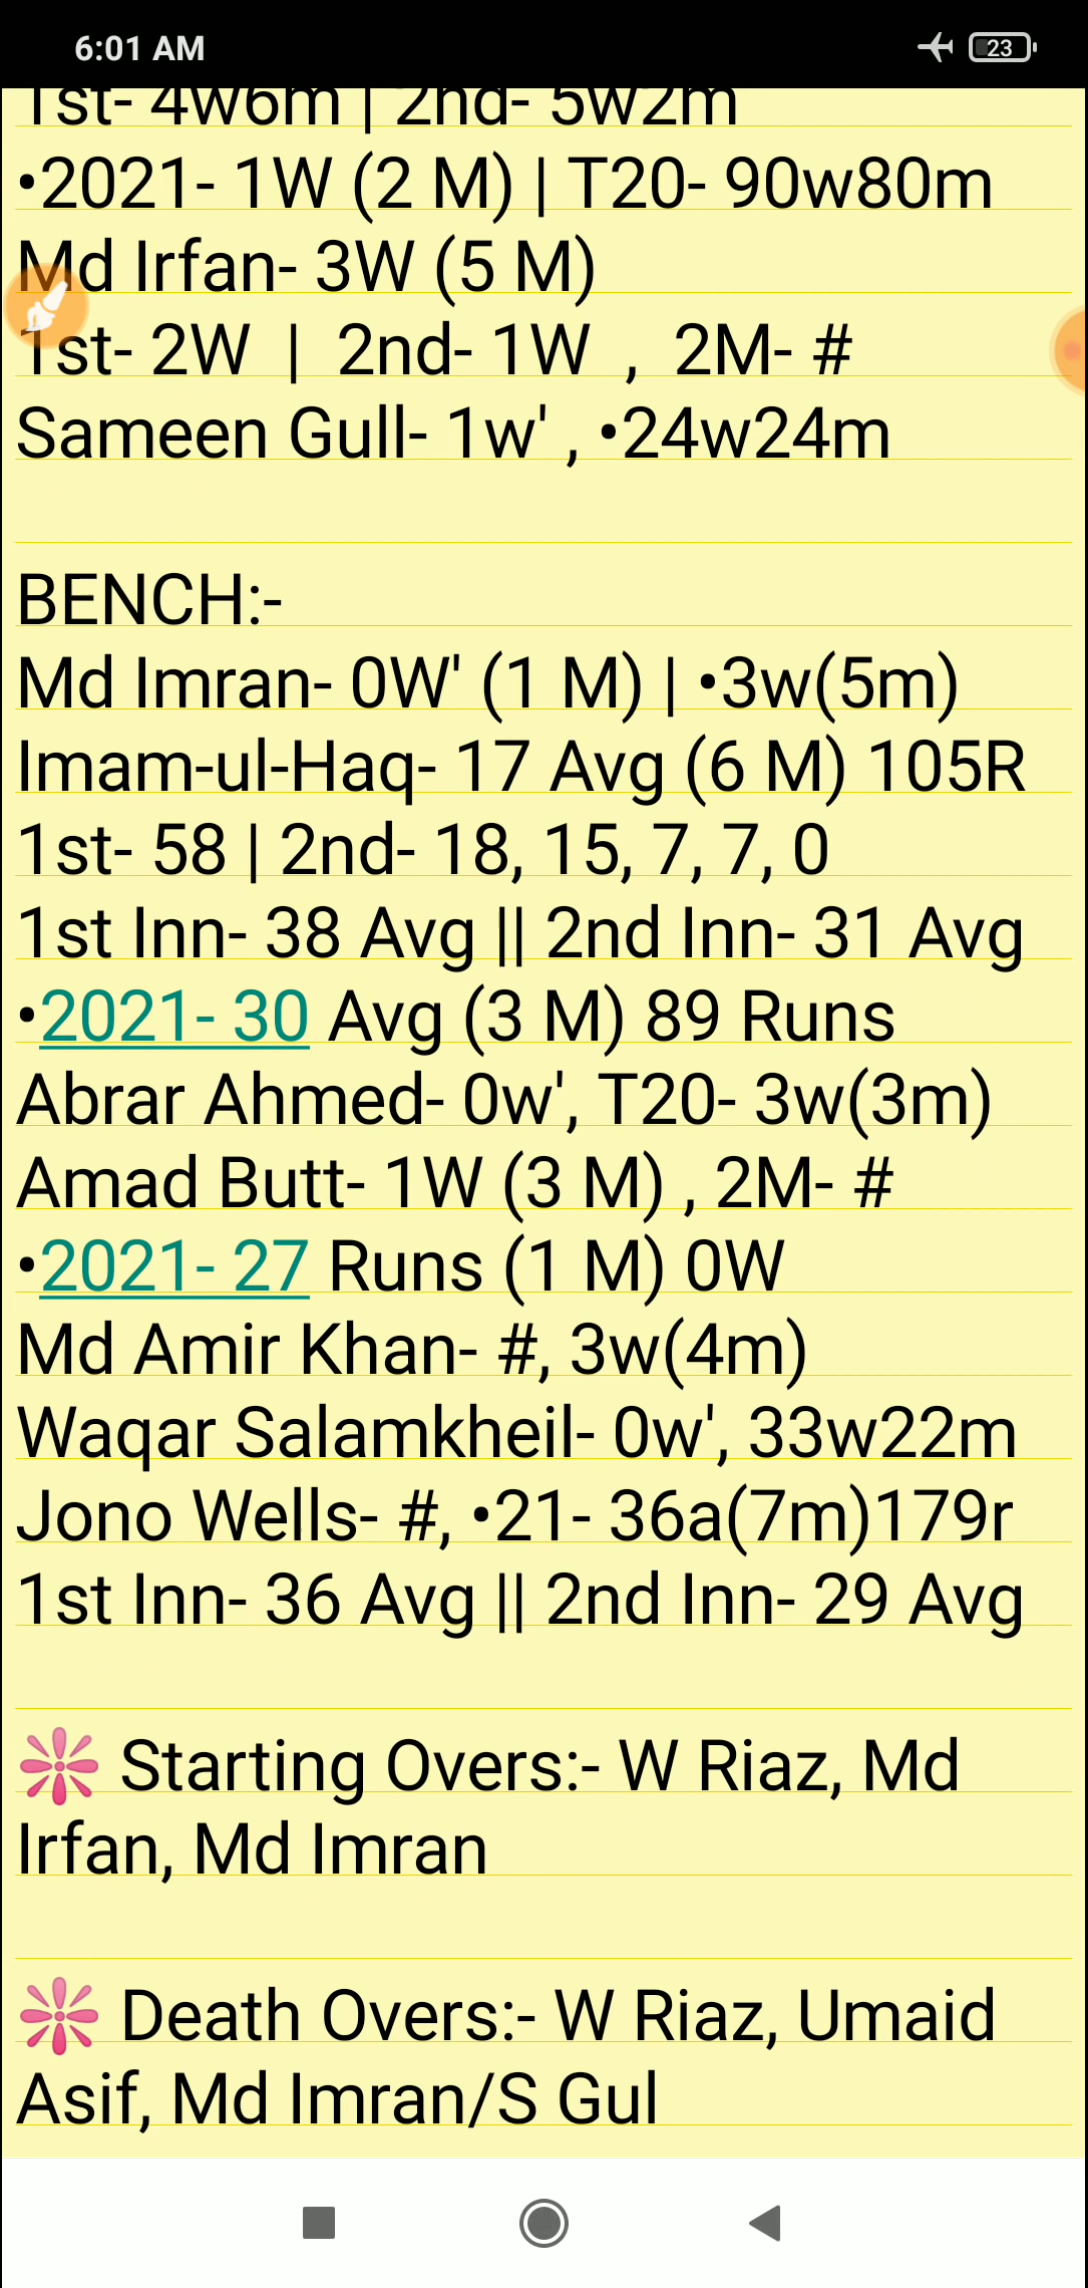 6:01 AM
23
1st- 4w6m | 2nd- 5w2m
•2021- 1W (2 M) | T20- 90w80m
Md Irfan- 3W (5 M)
1st- 2W | 2nd- 1W , 2M- #
Sameen Gull- 1w' , •24w24m
BENCH:-
Md Imran- 0W' (1 M) | •3w(5m)
Imam-ul-Haq- 17 Avg (6 M) 105R
1st- 58 | 2nd- 18, 15, 7, 7, 0
1st Inn- 38 Avg || 2nd Inn- 31 Avg
•2021- 30 Avg (3 M) 89 Runs
Abrar Ahmed- 0w', T20- 3w(3m)
Amad Butt- 1W (3 M) , 2M- #
•2021- 27 Runs (1 M) 0W
Md Amir Khan- #, 3w(4m)
Waqar Salamkheil- 0w', 33w22m
Jono Wells- #, •21- 36a(7m)179r
1st Inn- 36 Avg || 2nd Inn- 29 Avg
Starting Overs:- W Riaz, Md
Irfan, Md Imran
Death Overs:- W Riaz, Umaid
Asif, Md Imran/S Gul